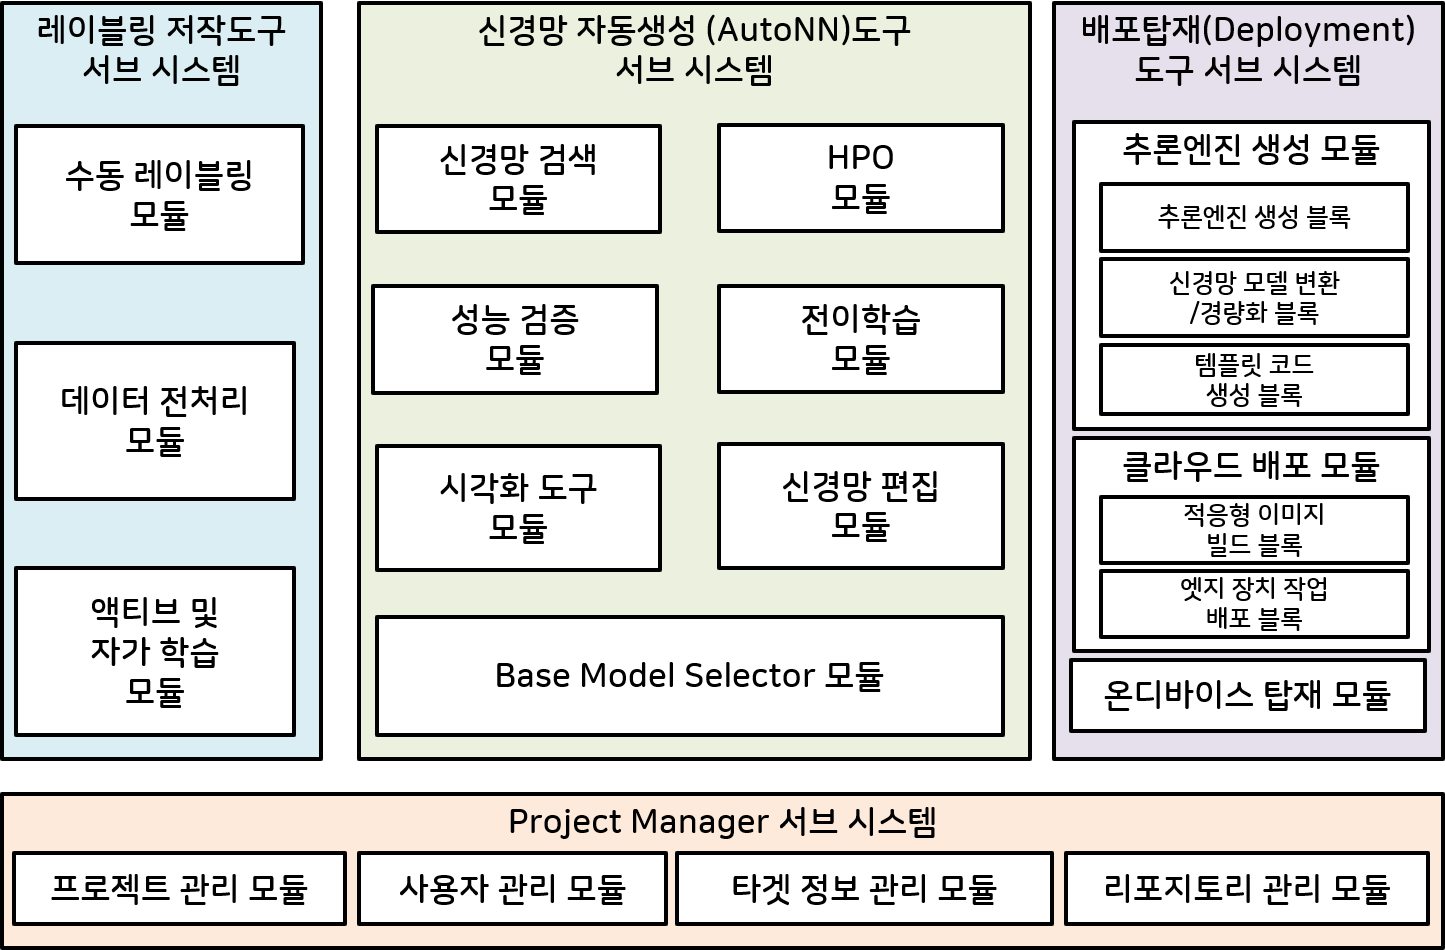 레이블링 저작도구
서브 시스템
수동 레이블링
모듈
데이터 전처리
모듈
액티브 및
자가 학습
모듈
신경망 자동생성 (AutoNN)도구
서브 시스템
신경망 검색
모듈
HPO
모듈
성능 검증
모듈
전이학습
모듈
시각화 도구
모듈
신경망 편집
모듈
Base Model Selector 모듈
배포탑재(Deployment)
도구 서브 시스템
추론엔진 생성 모듈
추론엔진 생성 블록
신경망 모델 변환
/경량화 블록
템플릿 코드
생성 블록
클라우드 배포 모듈
적응형 이미지
빌드 블록
엣지 장치 작업
배포 블록
온디바이스 탑재 모듈
Project Manager 서브 시스템
프로젝트 관리 모듈
사용자 관리 모듈
타겟 정보 관리 모듈
리포지토리 관리 모듈